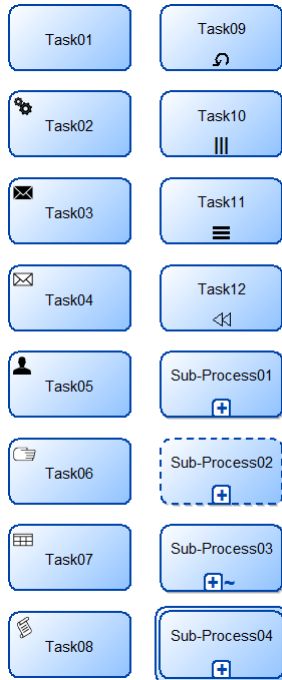 Task01
Task02
Task03
Task04
Task05
Task06
Task07
Task08
Task09
Task10
Task11
Task12
Sub-Process01
Sub-Process02
Sub-Process03
Sub-Process04